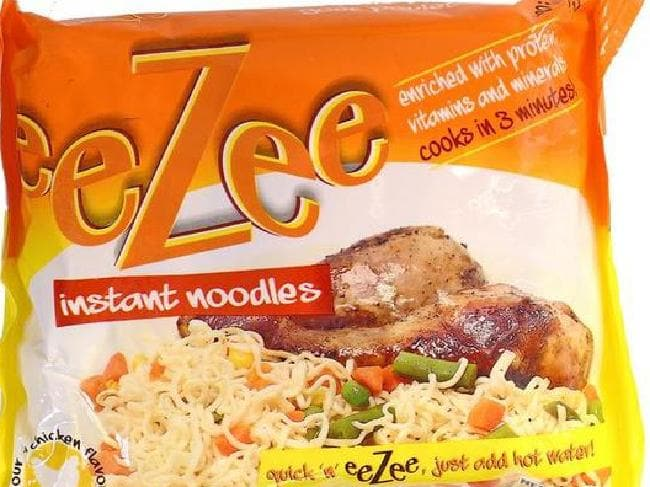 eeZee
enriched with protein
vitamins and minerals
cooks in 3 minutes!
instant noodles
chicken flavo
quick 'n' eeZee, just add hot water!